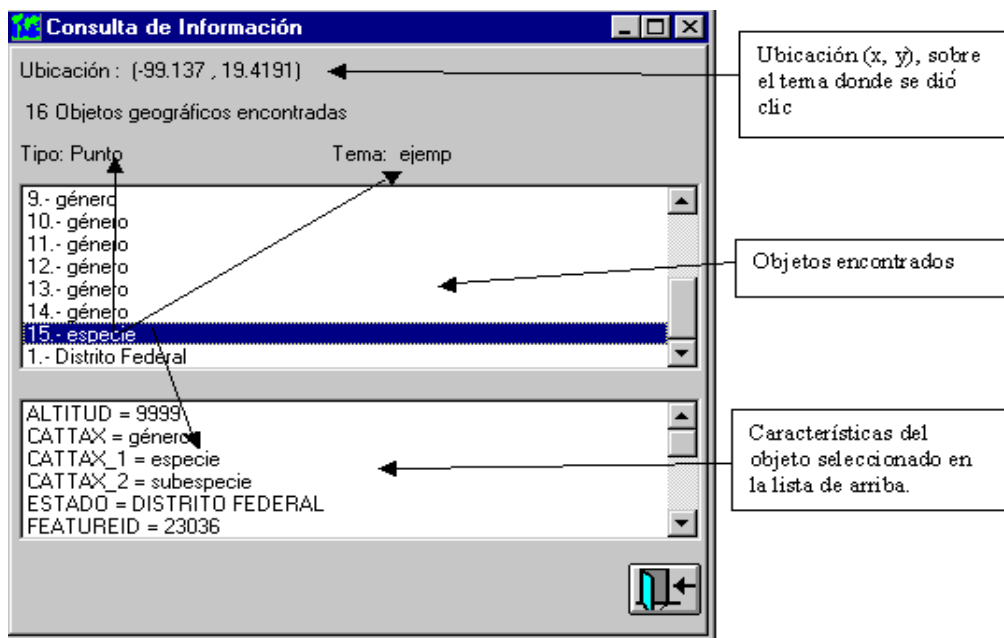 Consulta de Información
Ubicación : (-99.137 , 19.4191)
16 Objetos geográficos encontradas
Tipo: Punto
Tema: ejemp
9.- género
10.- género
11.- género
12.- género
13.- género
14.- género
15.- especie
1.- Distrito Federal
ALTITUD = 9999
CATTAX = género
CATTAX_1 = especie
CATTAX_2 = subespecie
ESTADO = DISTRITO FEDERAL
FEATUREID = 23036
Ubicación (x, y), sobre
el tema donde se dió
clic
Objetos encontrados
Características del
objeto seleccionado en
la lista de arriba.